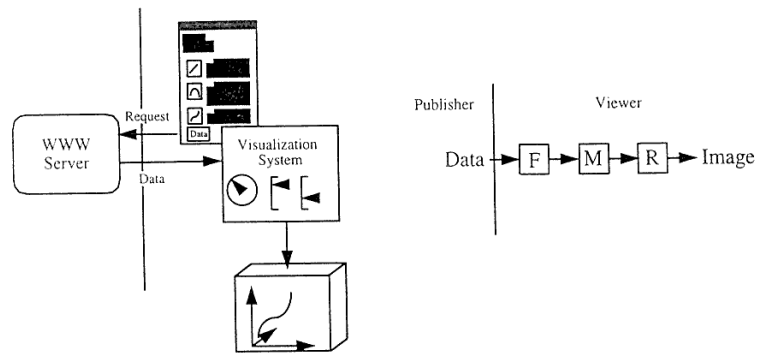 Request
WWW
Server
Data
Data
Visualization
System
Publisher
Viewer
Data
F
M
R
Image